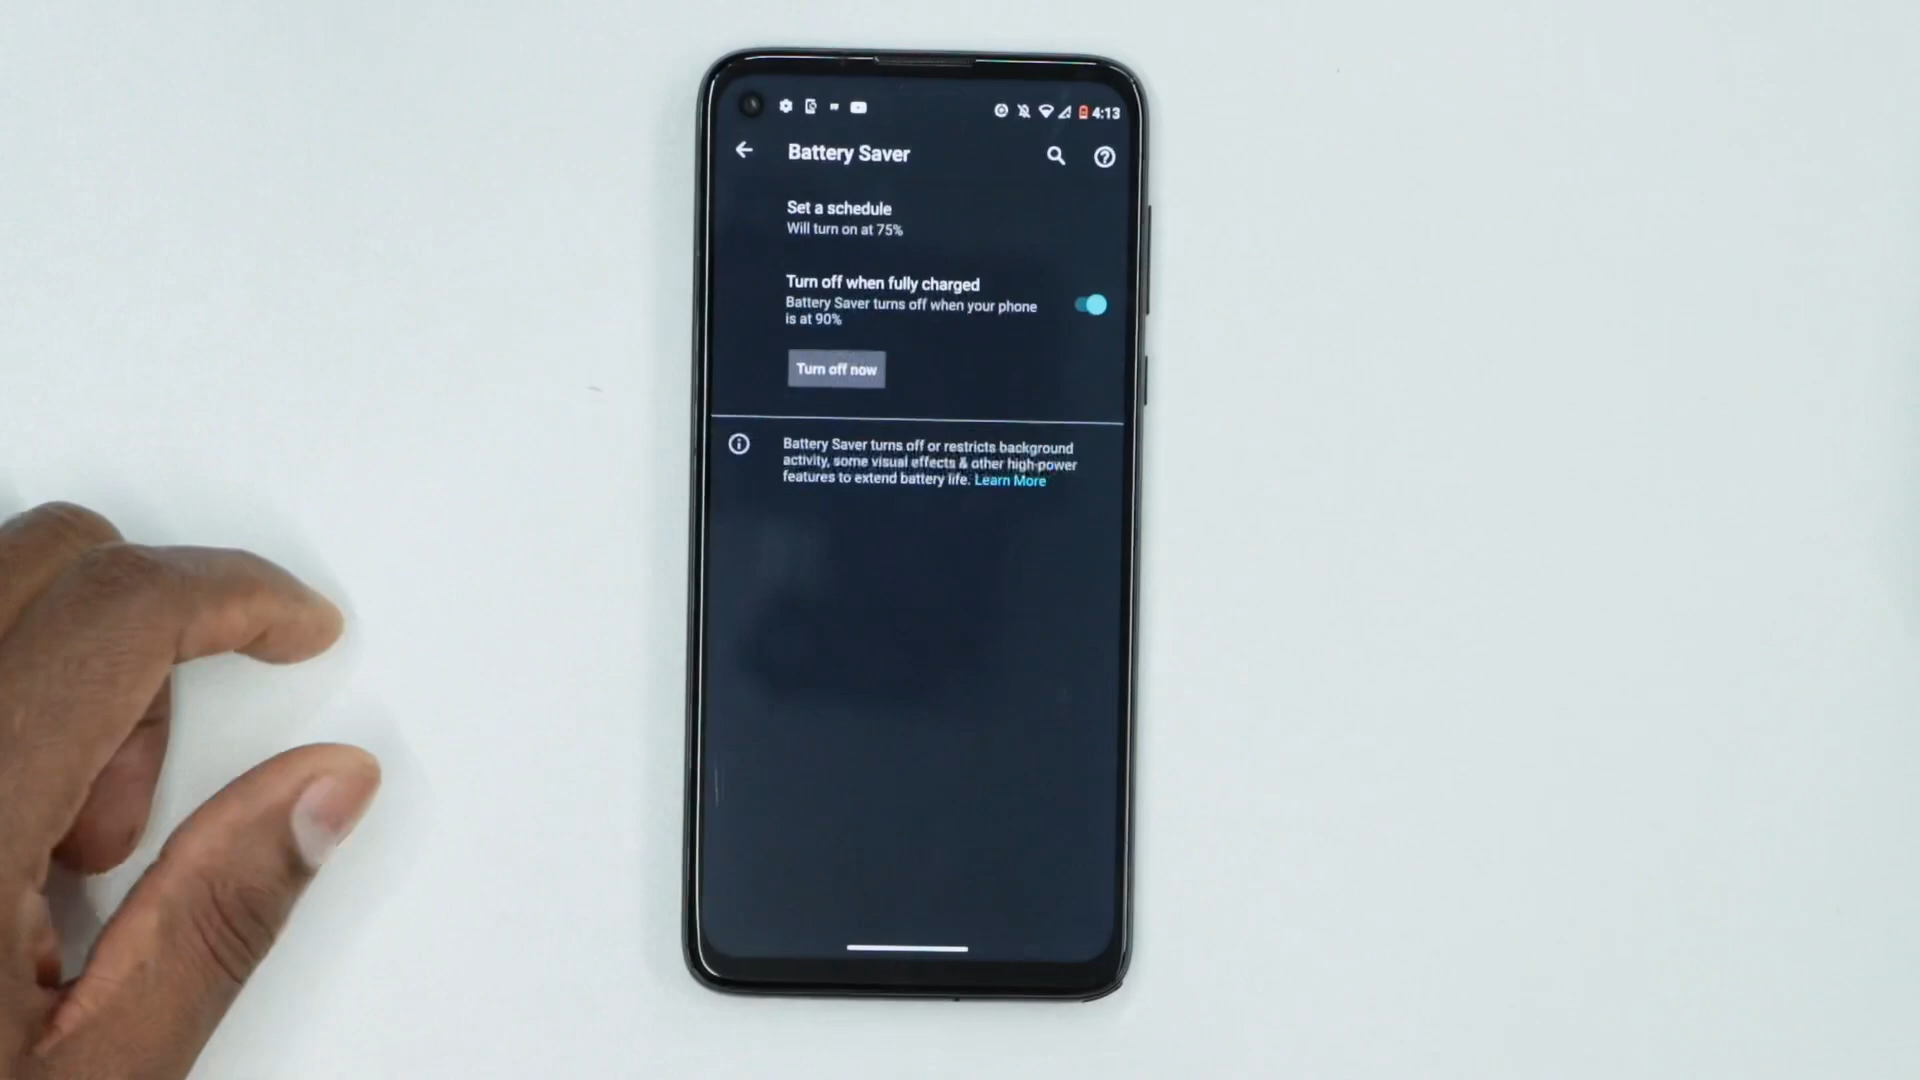 4:13
Battery Saver
Set a schedule
Will turn on at 75%
Turn off when fully charged
Battery Saver turns off when your phone
is at 90%
Turn off now
Battery Saver turns off or restricts background
activity, some visual effects & other high-power
features to extend battery life. Learn More